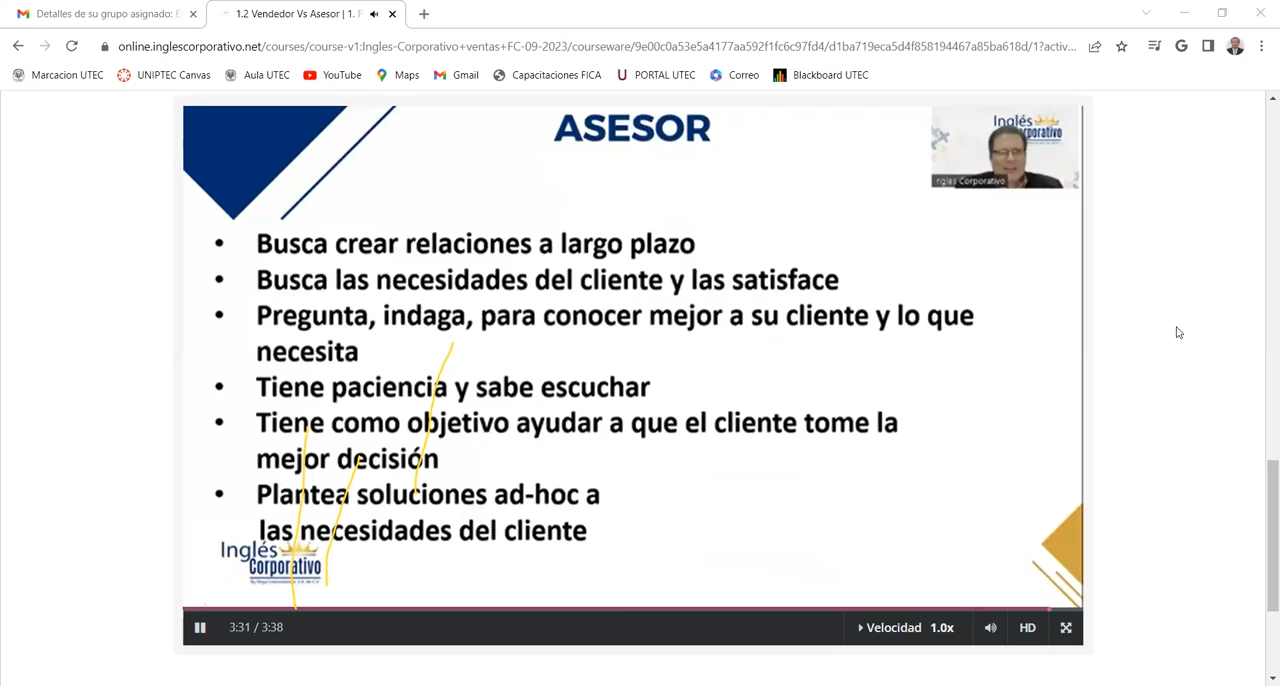 Detalles de su grupo asignado: E
1.2 Vendedor Vs Asesor | 1. P
online.inglescorporativo.net/courses/course-v1:Ingles-Corporativo+ventas+FC-09-2023/courseware/9e00c0a53e5a4177aa592f1fc6c97fd4/d1ba719eca5d4f858194467a85ba618d/1?activ...
Marcacion UTEC
UNIPTEC Canvas
Aula UTEC
YouTube
Maps
Gmail
Capacitaciones FICA
PORTAL UTEC
Correo
Blackboard UTEC
ASESOR
Inglés
Corporativo
Ingles Corporativo
• Busca crear relaciones a largo plazo
• Busca las necesidades del cliente y las satisface
• Pregunta, indaga, para conocer mejor a su cliente y lo que
necesita
• Tiene paciencia y sabe escuchar
• Tiene como objetivo ayudar a que el cliente tome la
mejor decisión
• Plantea soluciones ad-hoc a
las necesidades del cliente
Inglés
Corporativo
3:31 / 3:38
Velocidad 1.0x
HD